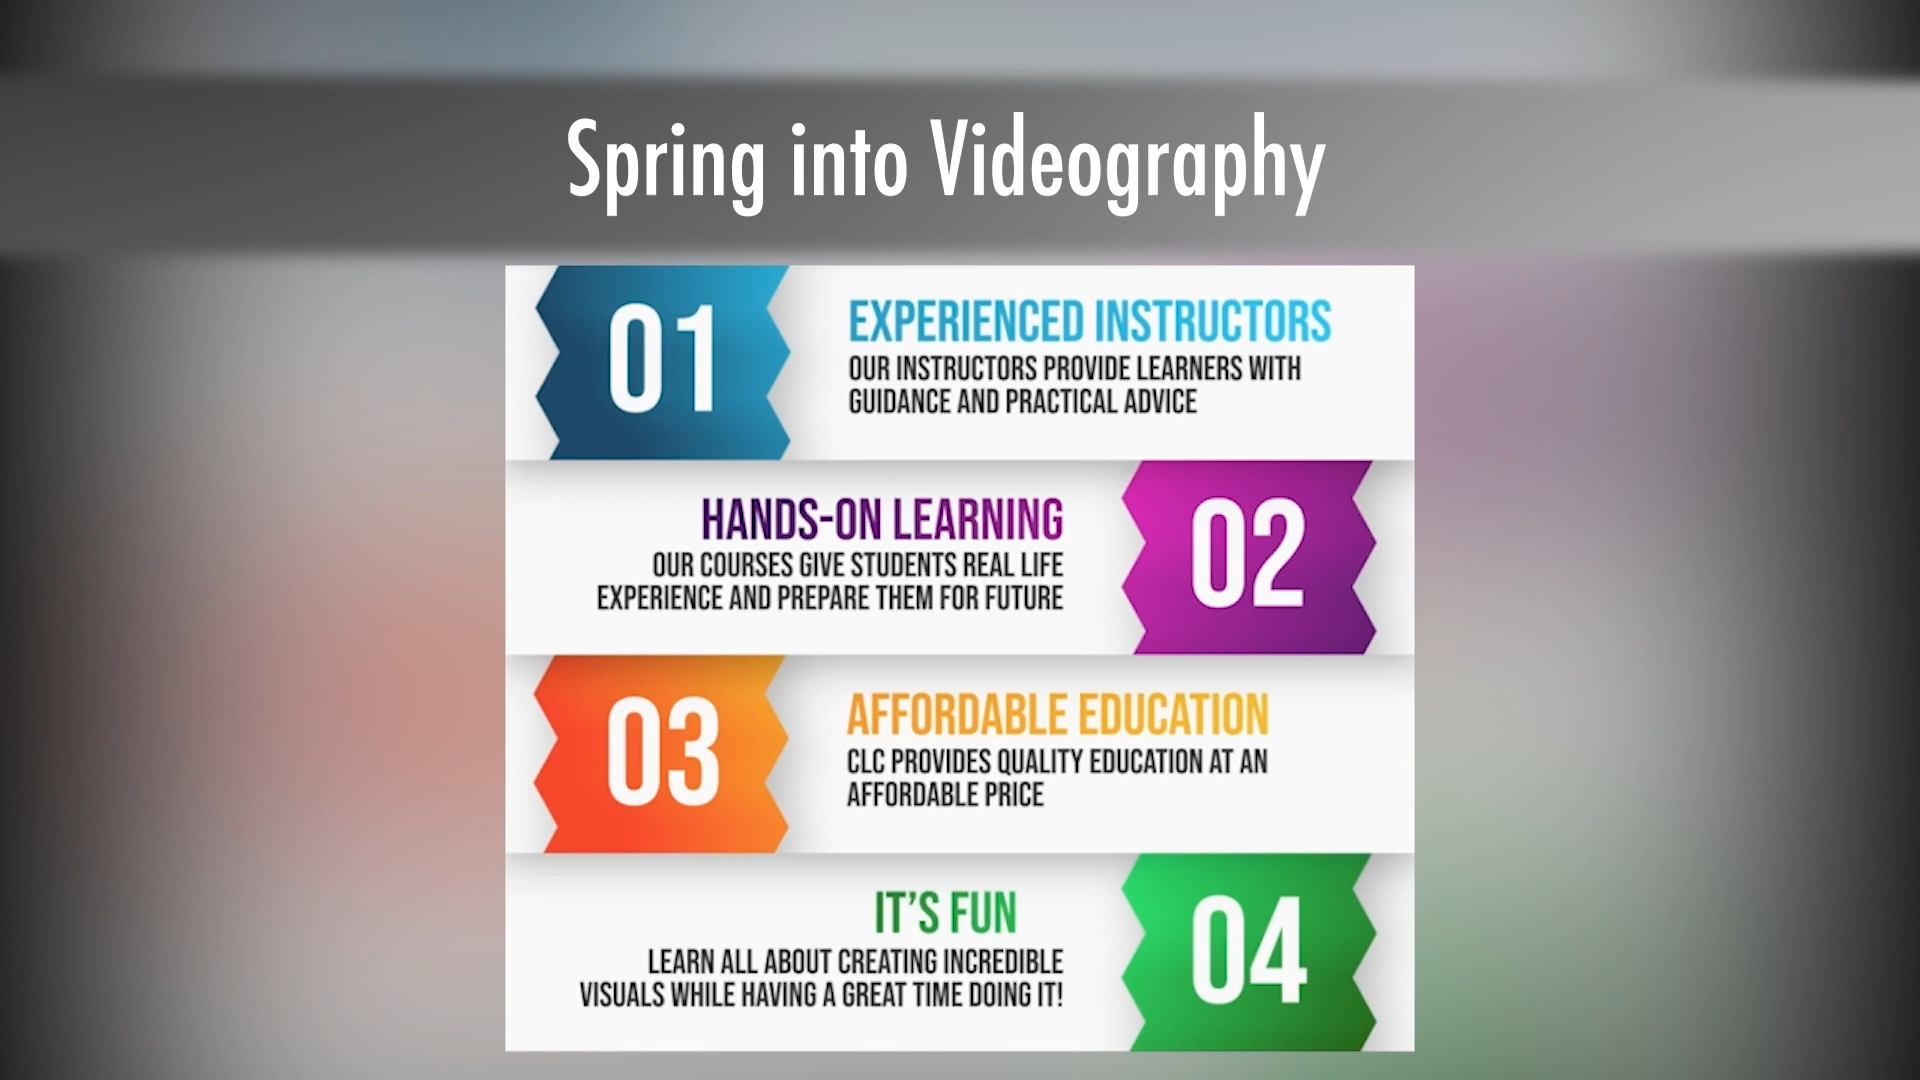 Spring into Videography
01
EXPERIENCED INSTRUCTORS
OUR INSTRUCTORS PROVIDE LEARNERS WITH
GUIDANCE AND PRACTICAL ADVICE
HANDS-ON LEARNING
OUR COURSES GIVE STUDENTS REAL LIFE
EXPERIENCE AND PREPARE THEM FOR FUTURE
02
03
AFFORDABLE EDUCATION
CLC PROVIDES QUALITY EDUCATION AT AN
AFFORDABLE PRICE
IT'S FUN
LEARN ALL ABOUT CREATING INCREDIBLE
VISUALS WHILE HAVING A GREAT TIME DOING IT!
04